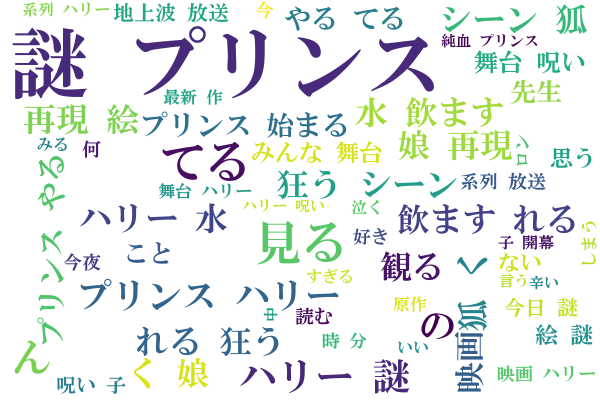 系列 ハリー 地上波 放送 今 やる てる シーン 狐
謎 プリンス 純血 プリンス
舞台 呪い
最新 作 先生
再現 絵 プリンス 始まる 水 飲ます
みる 何 てる みんな 舞台 娘 再現 ロン 思う
狂う シーン 系列 放送
舞台 ハリー
プリンス やる ハリー 水 ハリー 呪い 泣く 飲ます れる
見る 好き 子 開幕 しまう
今夜 こと 観る く ない
すぎる 言う 辛い
プリンス ハリー 原作 今日 謎
の 映画 狐
中 読む
れる 狂う 時 分 いい 絵 謎
ん く 娘 ハリー 謎 映画 ハリー
呪い 子